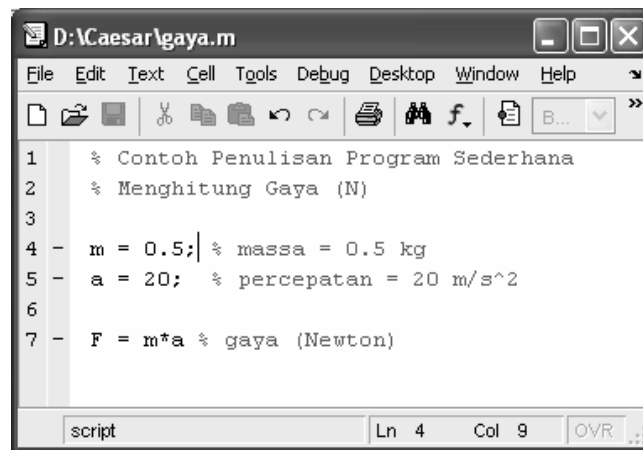 D:\Caesar\gaya.m
File Edit Text Cell Tools Debug Desktop Window Help
B...
1 % Contoh Penulisan Program Sederhana
2 % Menghitung Gaya (N)
3
4 - m = 0.5; % massa = 0.5 kg
5 - a = 20; % percepatan = 20 m/s^2
6
7 - F = m*a % gaya (Newton)
script Ln 4 Col 9 OVR